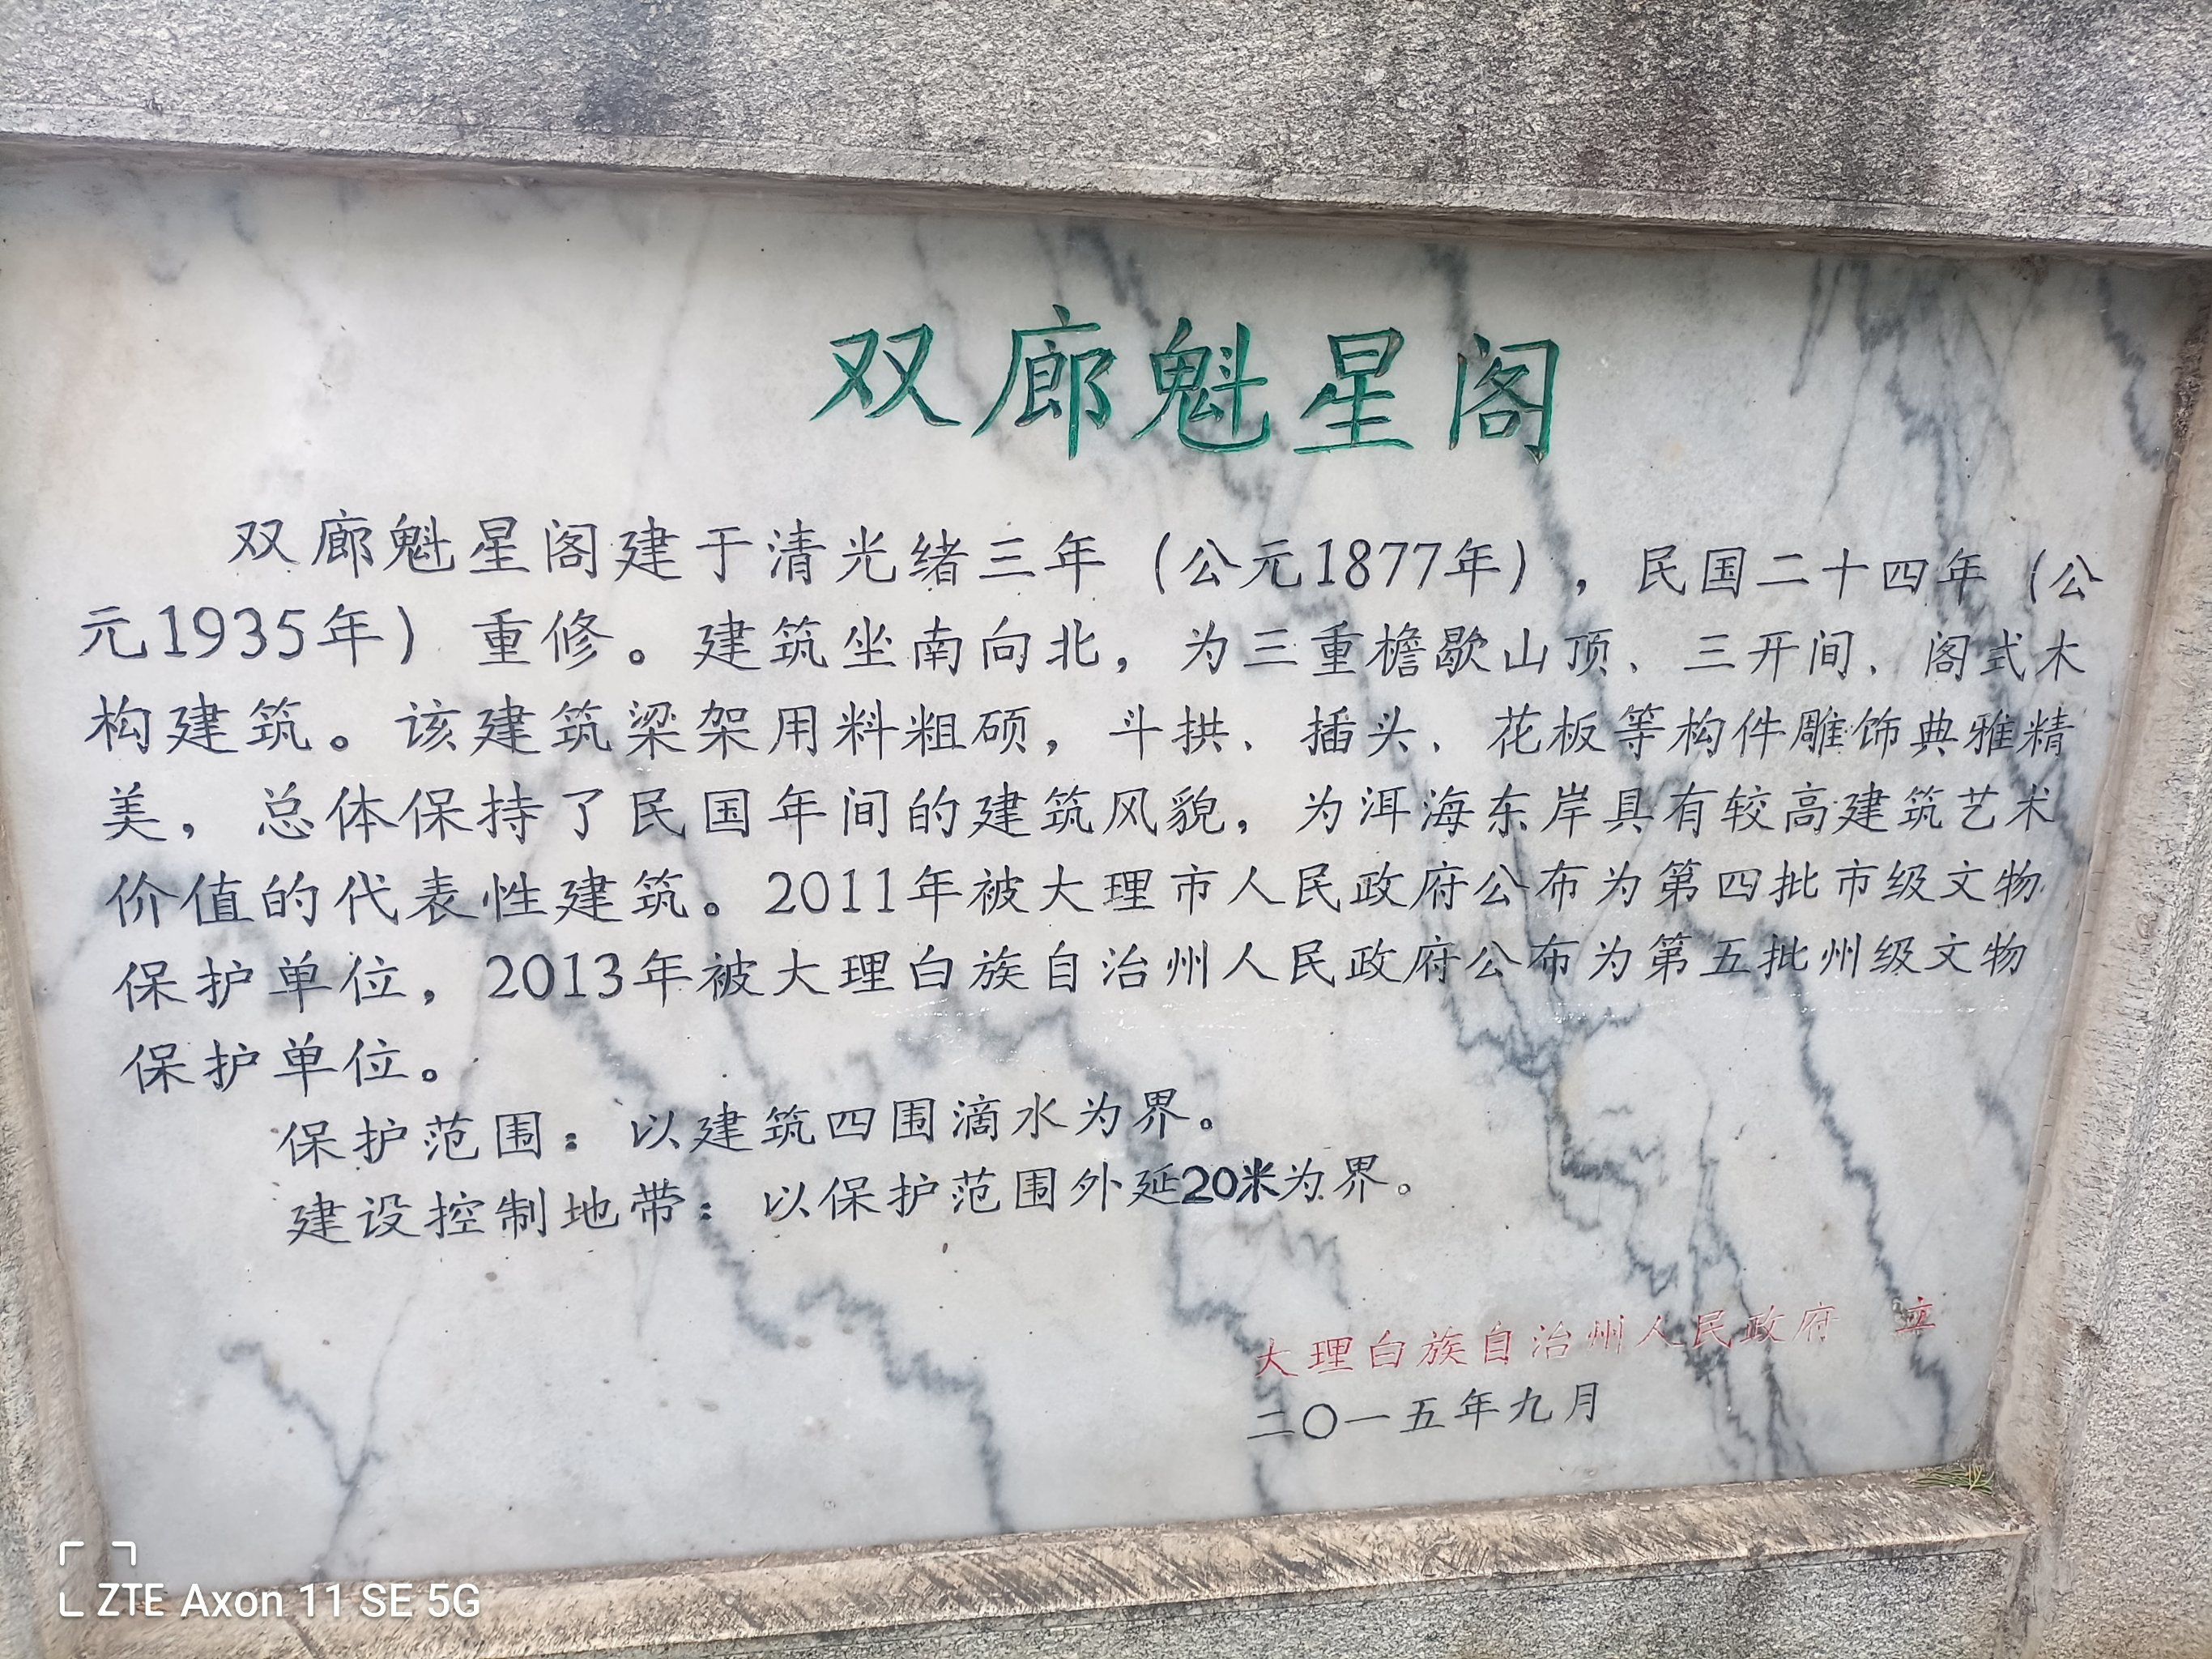 双廊魁星阁
双廊魁星阁建于清光绪三年（公元1877年），民国二十四年（公
元1935年）重修。建筑坐南向北，为三重檐歇山顶、三开间、阁式木
构建筑。该建筑梁架用料粗硕，斗拱、插头、花板等构件雕饰典雅精
美，总体保持了民国年间的建筑风貌，为洱海东岸具有较高建筑艺术
价值的代表性建筑。2011年被大理市人民政府公布为第四批市级文物
保护单位，2013年被大理白族自治州人民政府公布为第五批州级文物
保护单位。
保护范围：以建筑四围滴水为界。
建设控制地带：以保护范围外延20米为界。
大理白族自治州人民政府 立
二〇一五年九月
ZTE Axon 11 SE 5G